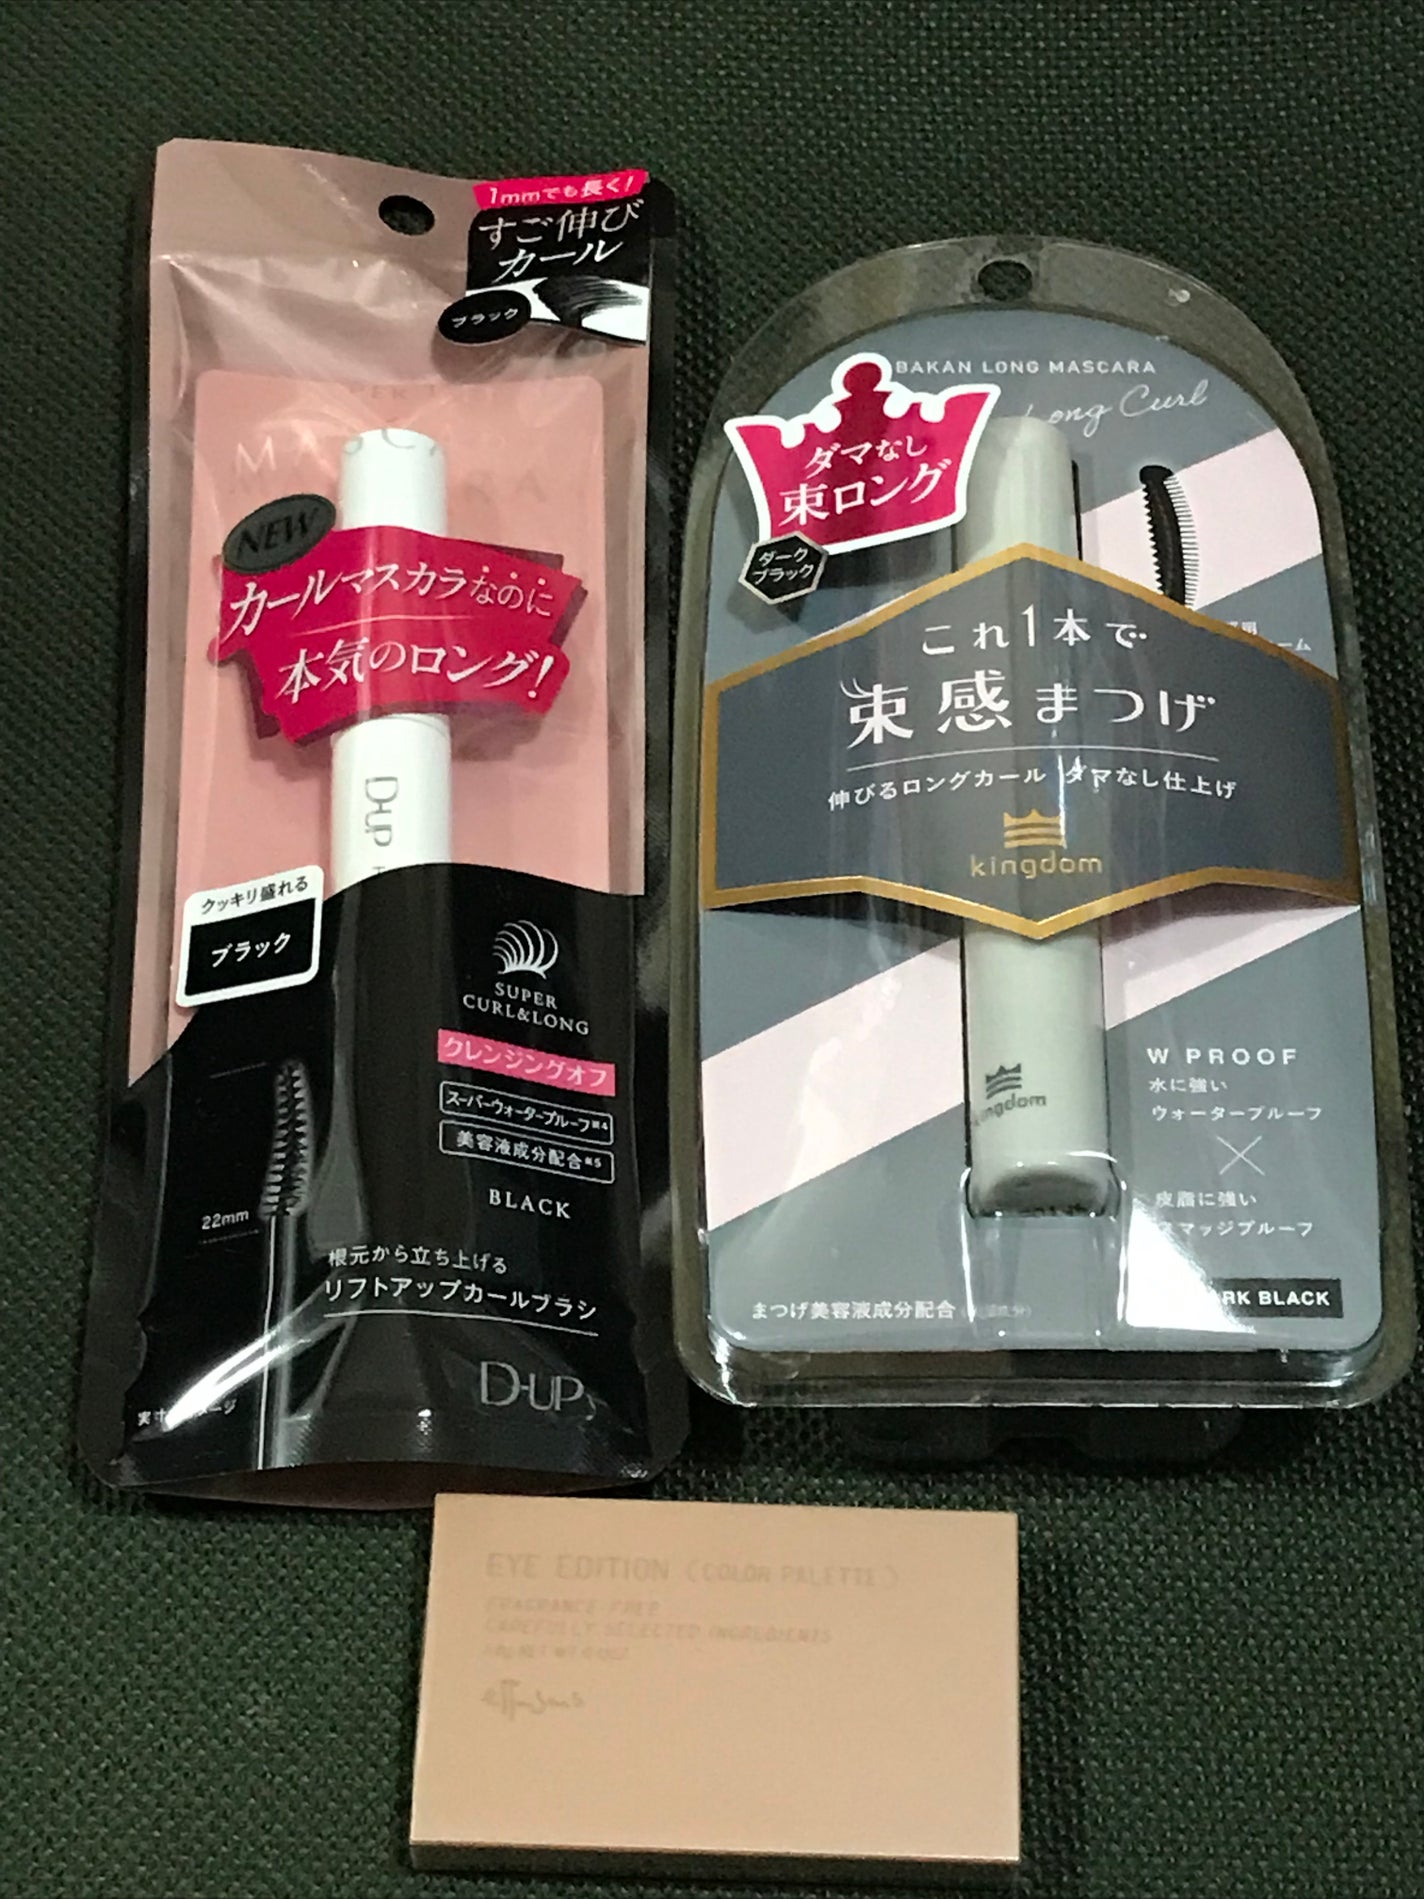 1mmでも長く!
すご伸び
カール
ブラック
NEW
カールマスカラなのに
本気のロング!
D-UP
クッキリ盛れる
ブラック
SUPER
CURL&LONG
クレンジングオフ
スーパーウォータープルーフ※4
美容液成分配合※5
BLACK
22mm
根元から立ち上げる
リフトアップカールブラシ
D-UP
BAKAN LONG MASCARA
Long Curl
ダマなし
束ロング
ダーク
ブラック
これ1本で
束感まつげ
伸びるロングカール ダマなし仕上げ
kingdom
kingdom
W PROOF
水に強い
ウォータープルーフ
×
皮脂に強い
スマッジプルーフ
まつげ美容液成分配合
DARK BLACK
EYE EDITION (COLOR PALETTE)
FRAGRANCE FREE
CAREFULLY SELECTED INGREDIENTS
ettusais